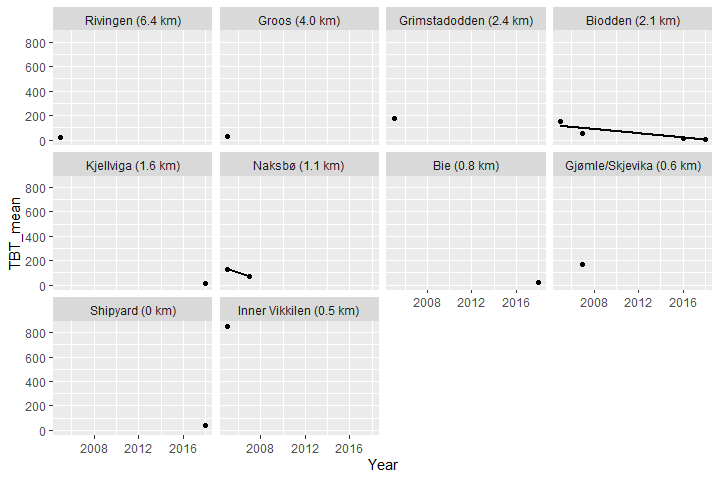 Rivingen (6.4 km) Groos (4.0 km) Grimstadodden (2.4 km) Biodden (2.1 km)
800
600
400
200
0
Kjellviga (1.6 km) Naksbø (1.1 km) Bie (0.8 km) Gjømle/Skjevika (0.6 km)
800
600
400
200
0
2008 2012 2016 2008 2012 2016
Shipyard (0 km) Inner Vikkilen (0.5 km)
800
600
400
200
0
2008 2012 2016 2008 2012 2016
Year
TBT_mean